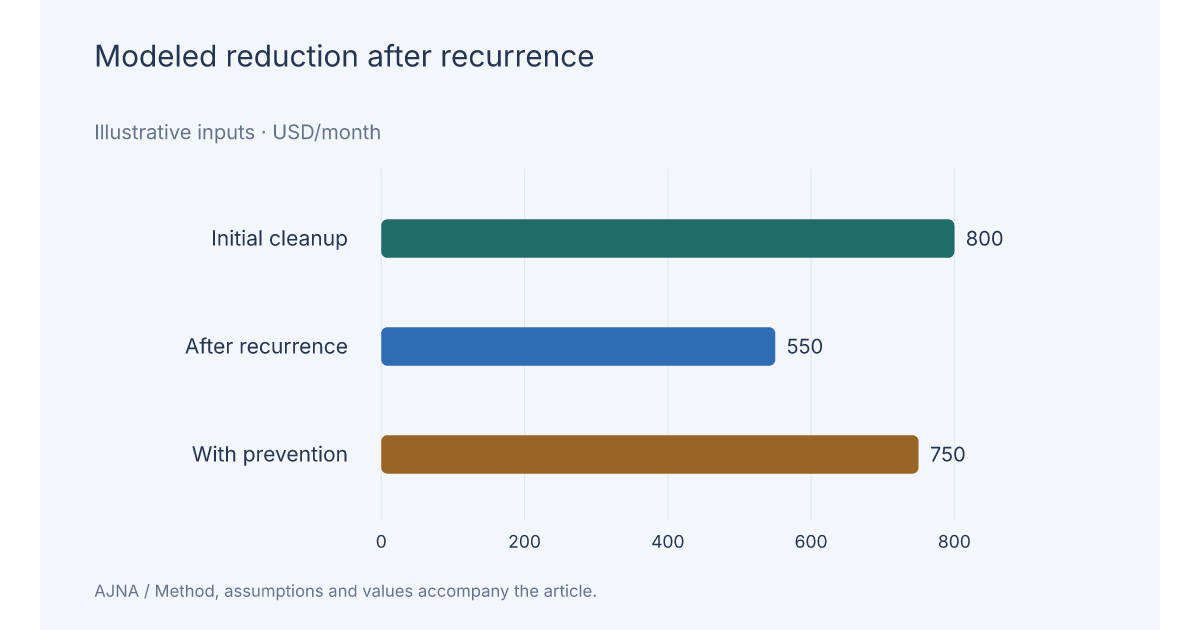 Modeled reduction after recurrence
Illustrative inputs · USD/month
Initial cleanup 800
After recurrence 550
With prevention 750
0 200 400 600 800
AJNA / Method, assumptions and values accompany the article.